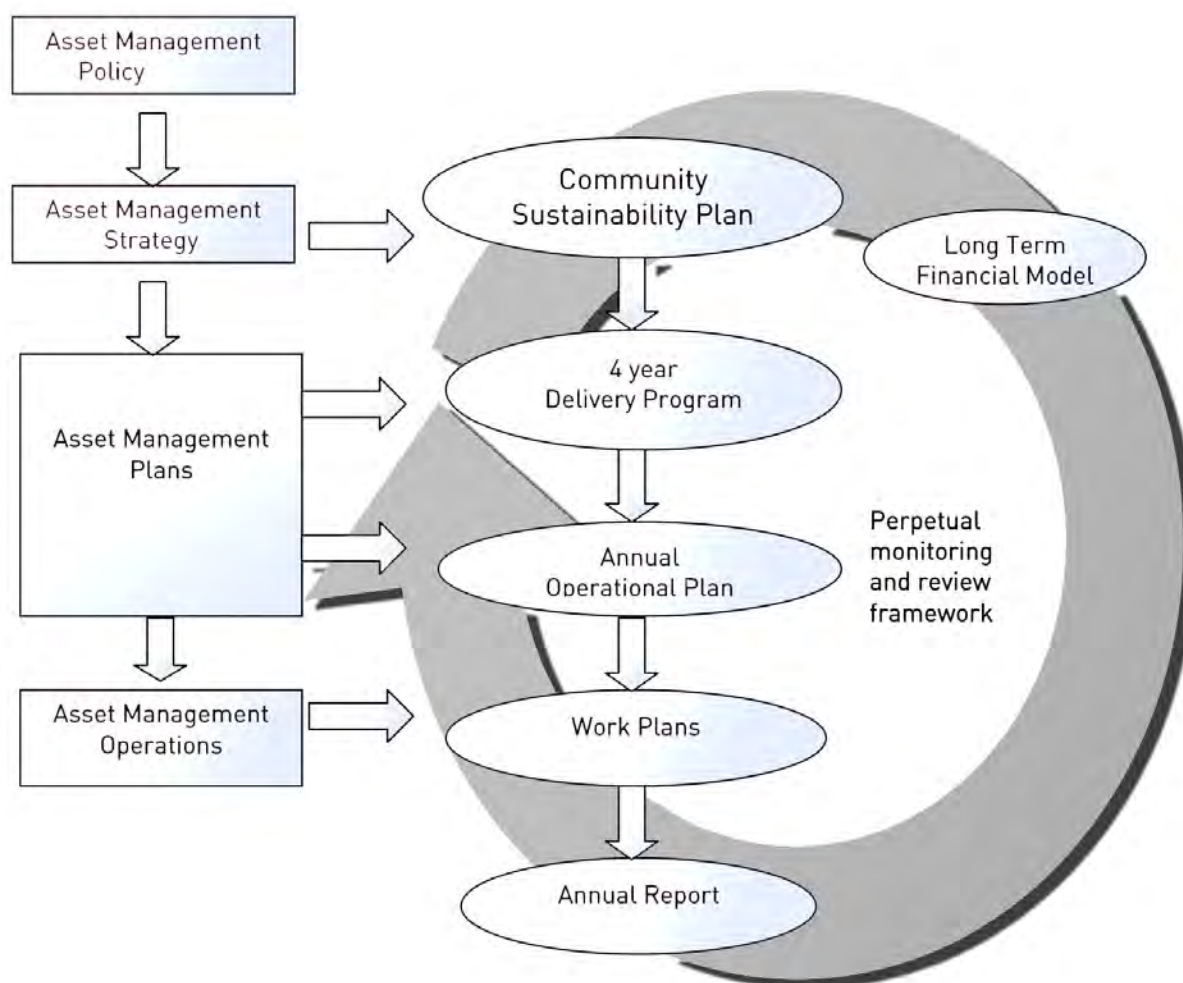 Asset Management
Policy
Asset Management
Strategy
Community
Sustainability Plan
Long Term
Financial Model
4 year
Delivery Program
Asset Management
Plans
Annual
Operational Plan
Perpetual
monitoring
and review
framework
Asset Management
Operations
Work Plans
Annual Report